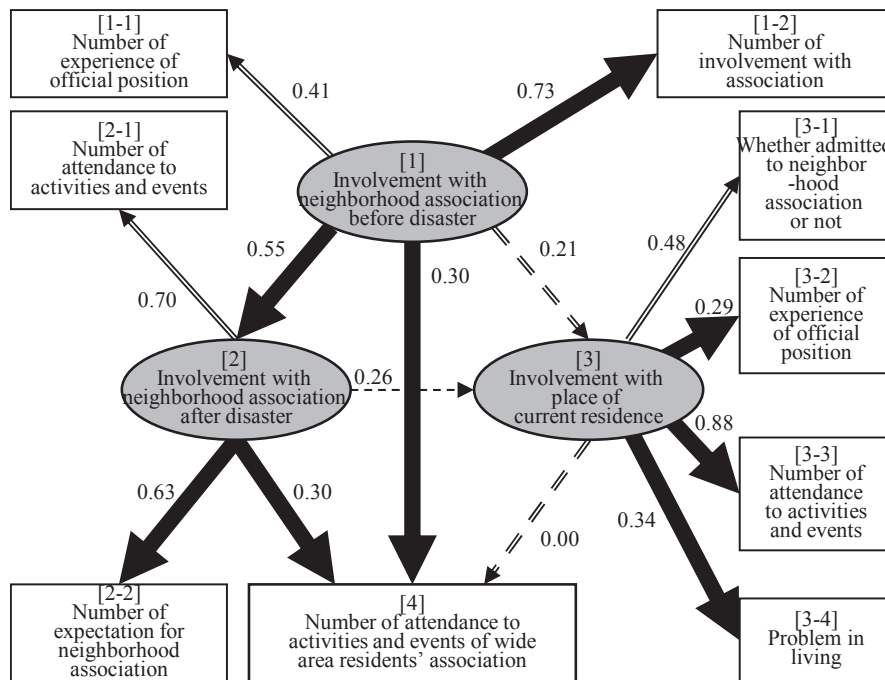 [1-1]
Number of
experience of
official position
[1-2]
Number of
involvement with
association
0.41
0.73
[2-1]
Number of
attendance to
activities and events
[3-1]
Whether admitted
to neighbor
-hood
association
or not
[1]
Involvement with
neighborhood association
before disaster
0.55
0.30
0.21
0.48
0.70
[3-2]
Number of
experience
of official
position
0.29
[2]
Involvement with
neighborhood association
after disaster
0.26
[3]
Involvement with
place of
current residence
0.88
[3-3]
Number of
attendance
to activities
and events
0.63
0.30
0.00
0.34
[2-2]
Number of
expectation for
neighborhood
association
[4]
Number of attendance to
activities and events of wide
area residents’ association
[3-4]
Problem in
living